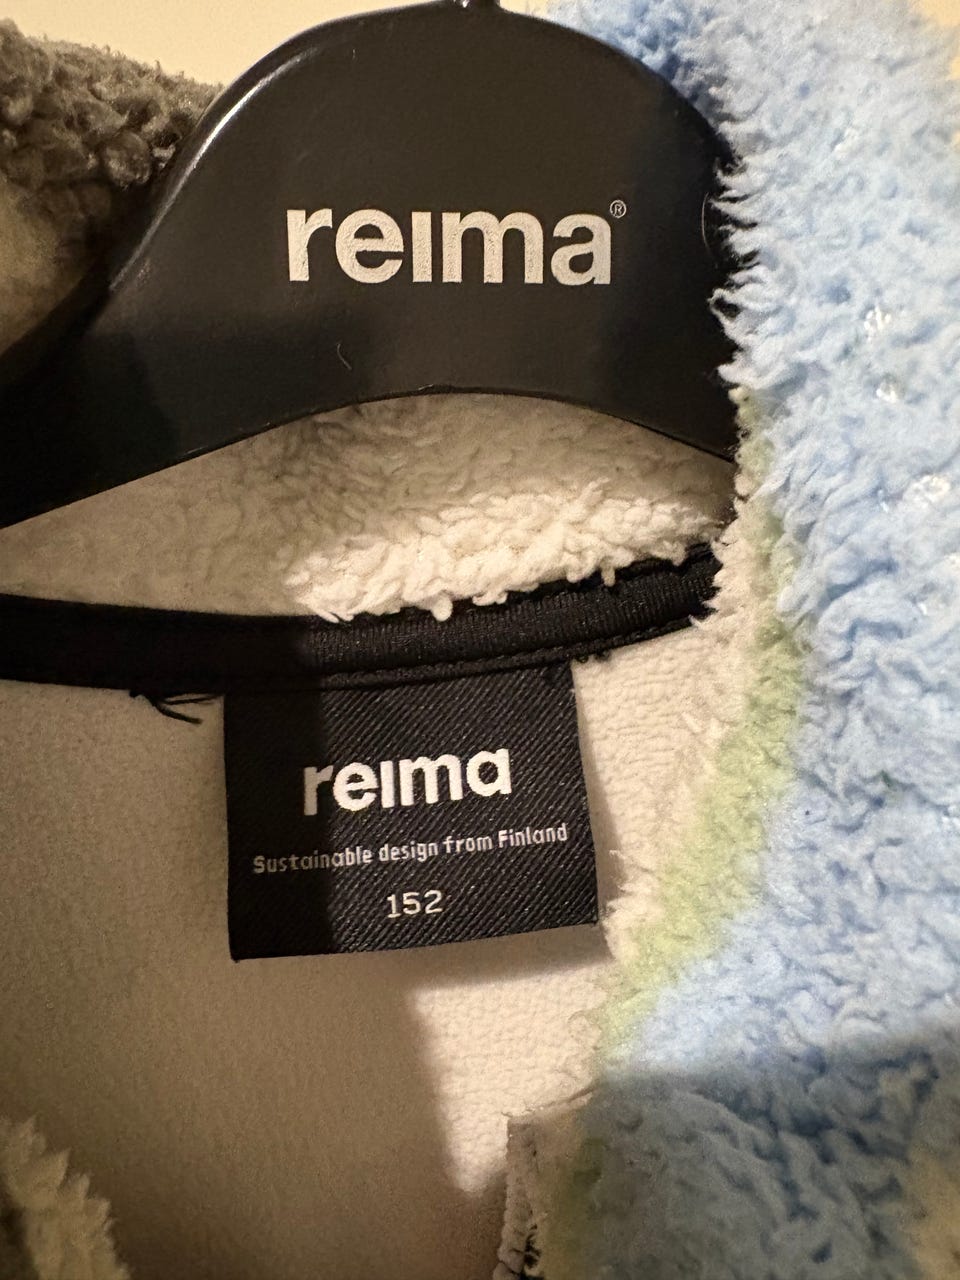 reima®
reima
Sustainable design from Finland
152